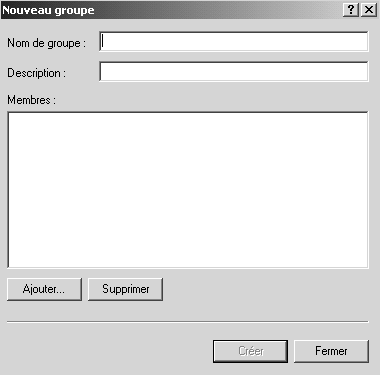 Nouveau groupe
Nom de groupe :
Description :
Membres :
Ajouter... Supprimer
Créer Fermer